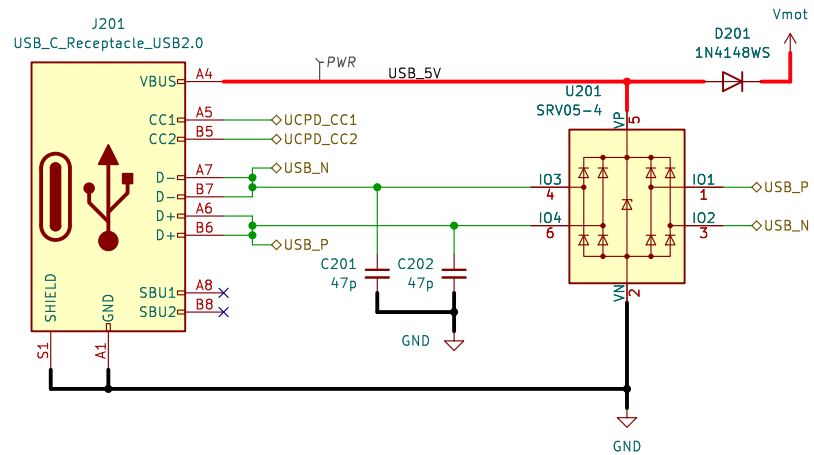 Vmot
J201
USB_C_Receptacle_USB2.0
D201
1N4148WS
PWR
USB_5V
VBUS
A4
U201
SRV05-4
VP
5
CC1
A5
UCPD_CC1
CC2
B5
UCPD_CC2
USB_N
D-
A7
D-
B7
IO3
4
IO1
1
USB_P
D+
A6
D+
B6
IO4
6
IO2
3
USB_N
USB_P
C201
47p
C202
47p
SBU1
A8
SBU2
B8
SHIELD
GND
VN
2
S1
A1
GND
GND